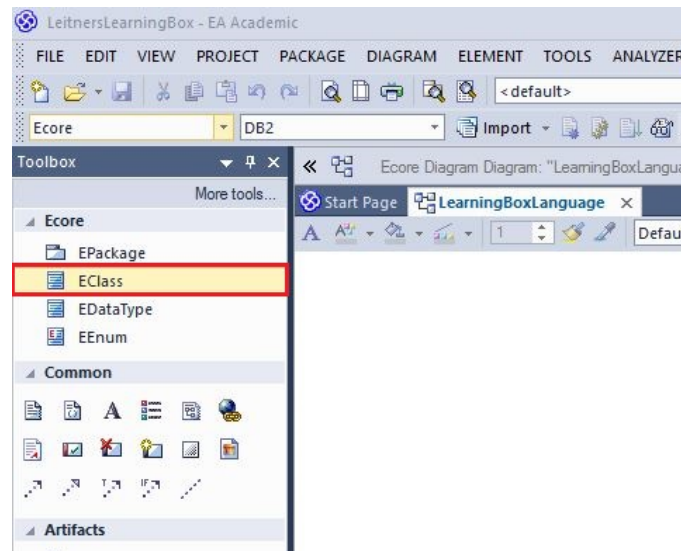 LeitnersLearningBox - EA Academic
FILE EDIT VIEW PROJECT PACKAGE DIAGRAM ELEMENT TOOLS ANALYZER
<default>
Ecore DB2 Import
Toolbox
« Ecore Diagram Diagram: "LearningBoxLangua
More tools...
Start Page LearningBoxLanguage
Ecore
A 1 Defau
EPackage
EClass
EDataType
EEnum
Common
A
Artifacts